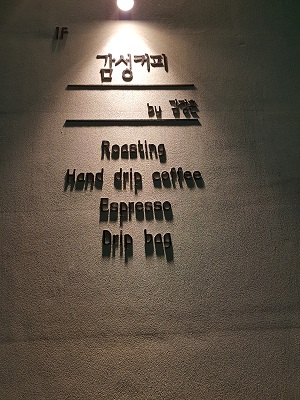 1F
감성커피
by
Roasting
Hand drip coffee
Espresso
Drip bag